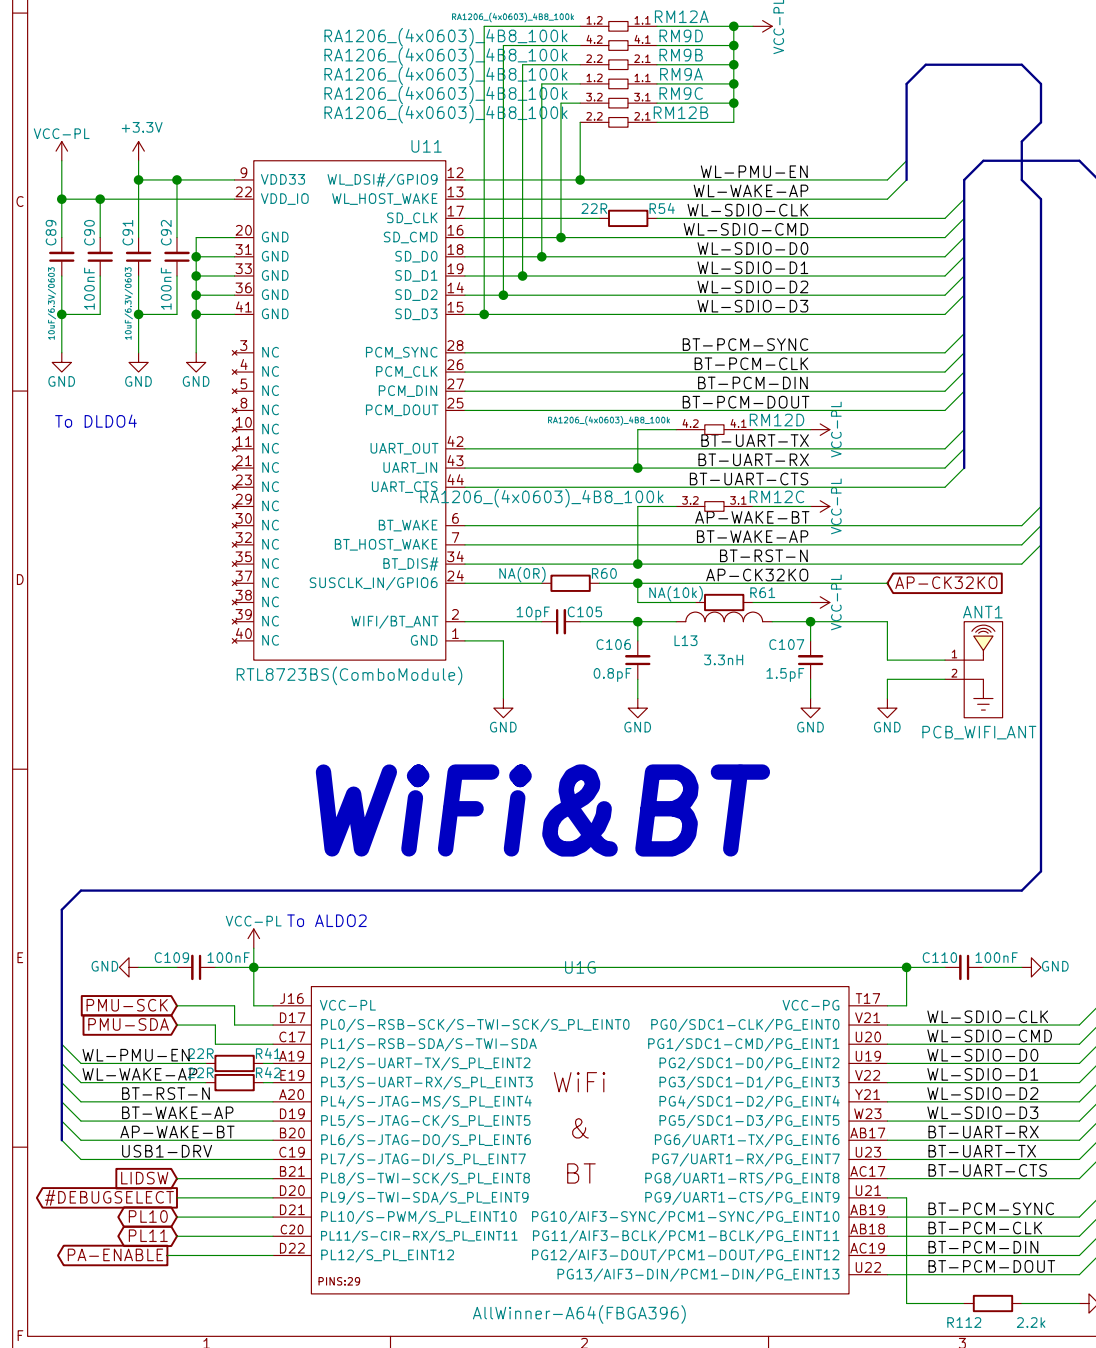 RA1206_(4x0603)_4B8_100k 1.2 1.1 RM12A VCC-PL
RA1206_(4x0603)_4B8_100k 4.2 4.1 RM9D
RA1206_(4x0603)_4B8_100k 2.2 2.1 RM9B
RA1206_(4x0603)_4B8_100k 1.2 1.1 RM9A
RA1206_(4x0603)_4B8_100k 3.2 3.1 RM9C
RA1206_(4x0603)_4B8_100k 2.2 2.1 RM12B
VCC-PL +3.3V
U11
C
9 VDD33 WL_DSI#/GPIO9 12 WL-PMU-EN
22 VDD_IO WL_HOST_WAKE 13 WL-WAKE-AP
SD_CLK 17 22R R54 WL-SDIO-CLK
20 GND SD_CMD 16 WL-SDIO-CMD
31 GND SD_D0 18 WL-SDIO-D0
33 GND SD_D1 19 WL-SDIO-D1
36 GND SD_D2 14 WL-SDIO-D2
41 GND SD_D3 15 WL-SDIO-D3
C89 10uF/6.3V/0603
C90 100nF
C91 10uF/6.3V/0603
C92 100nF
GND GND GND
3 NC PCM_SYNC 28 BT-PCM-SYNC
4 NC PCM_CLK 26 BT-PCM-CLK
5 NC PCM_DIN 27 BT-PCM-DIN
8 NC PCM_DOUT 25 BT-PCM-DOUT
To DLDO4
10 NC RA1206_(4x0603)_4B8_100k 4.2 4.1 RM12D VCC-PL
11 NC UART_OUT 42 BT-UART-TX
21 NC UART_IN 43 BT-UART-RX
23 NC UART_CTS 44 BT-UART-CTS
29 NC RA1206_(4x0603)_4B8_100k 3.2 3.1 RM12C VCC-PL
30 NC BT_WAKE 6 AP-WAKE-BT
32 NC BT_HOST_WAKE 7 BT-WAKE-AP
35 NC BT_DIS# 34 BT-RST-N
D
37 NC SUSCLK_IN/GPIO6 24 NA(0R) R60 AP-CK32KO AP-CK32KO
38 NC NA(10k) R61 VCC-PL
39 NC WIFI/BT_ANT 2 10pF C105
40 NC GND 1
C106 0.8pF
L13 3.3nH
C107 1.5pF
ANT1
1
2
RTL8723BS(ComboModule)
GND GND GND GND
PCB_WIFI_ANT
WiFi&BT
VCC-PL To ALDO2
E
GND C109 100nF
U1G
C110 100nF GND
PMU-SCK J16 VCC-PL VCC-PG T17
PMU-SDA D17 PL0/S-RSB-SCK/S-TWI-SCK/S_PL_EINT0 PG0/SDC1-CLK/PG_EINT0 V21 WL-SDIO-CLK
C17 PL1/S-RSB-SDA/S-TWI-SDA PG1/SDC1-CMD/PG_EINT1 U20 WL-SDIO-CMD
WL-PMU-EN 22R R41 A19 PL2/S-UART-TX/S_PL_EINT2 PG2/SDC1-D0/PG_EINT2 U19 WL-SDIO-D0
WL-WAKE-AP 22R R42 E19 PL3/S-UART-RX/S_PL_EINT3 PG3/SDC1-D1/PG_EINT3 V22 WL-SDIO-D1
BT-RST-N A20 PL4/S-JTAG-MS/S_PL_EINT4 PG4/SDC1-D2/PG_EINT4 Y21 WL-SDIO-D2
BT-WAKE-AP D19 PL5/S-JTAG-CK/S_PL_EINT5 PG5/SDC1-D3/PG_EINT5 W23 WL-SDIO-D3
AP-WAKE-BT B20 PL6/S-JTAG-DO/S_PL_EINT6 PG6/UART1-TX/PG_EINT6 AB17 BT-UART-RX
USB1-DRV C19 PL7/S-JTAG-DI/S_PL_EINT7 PG7/UART1-RX/PG_EINT7 U23 BT-UART-TX
LIDSW B21 PL8/S-TWI-SCK/S_PL_EINT8 PG8/UART1-RTS/PG_EINT8 AC17 BT-UART-CTS
#DEBUGSELECT D20 PL9/S-TWI-SDA/S_PL_EINT9 PG9/UART1-CTS/PG_EINT9 U21
PL10 D21 PL10/S-PWM/S_PL_EINT10 PG10/AIF3-SYNC/PCM1-SYNC/PG_EINT10 AB19 BT-PCM-SYNC
PL11 C20 PL11/S-CIR-RX/S_PL_EINT11 PG11/AIF3-BCLK/PCM1-BCLK/PG_EINT11 AB18 BT-PCM-CLK
PA-ENABLE D22 PL12/S_PL_EINT12 PG12/AIF3-DOUT/PCM1-DOUT/PG_EINT12 AC19 BT-PCM-DIN
PG13/AIF3-DIN/PCM1-DIN/PG_EINT13 U22 BT-PCM-DOUT
WiFi
&
BT
PINS:29
AllWinner-A64(FBGA396)
R112 2.2k
F
1 2 3